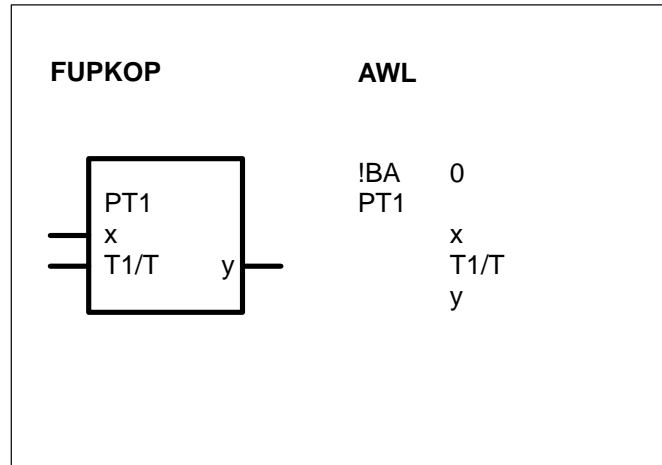 FUPKOP
PT1
x
T1/T y
AWL
!BA 0
PT1
x
T1/T
y